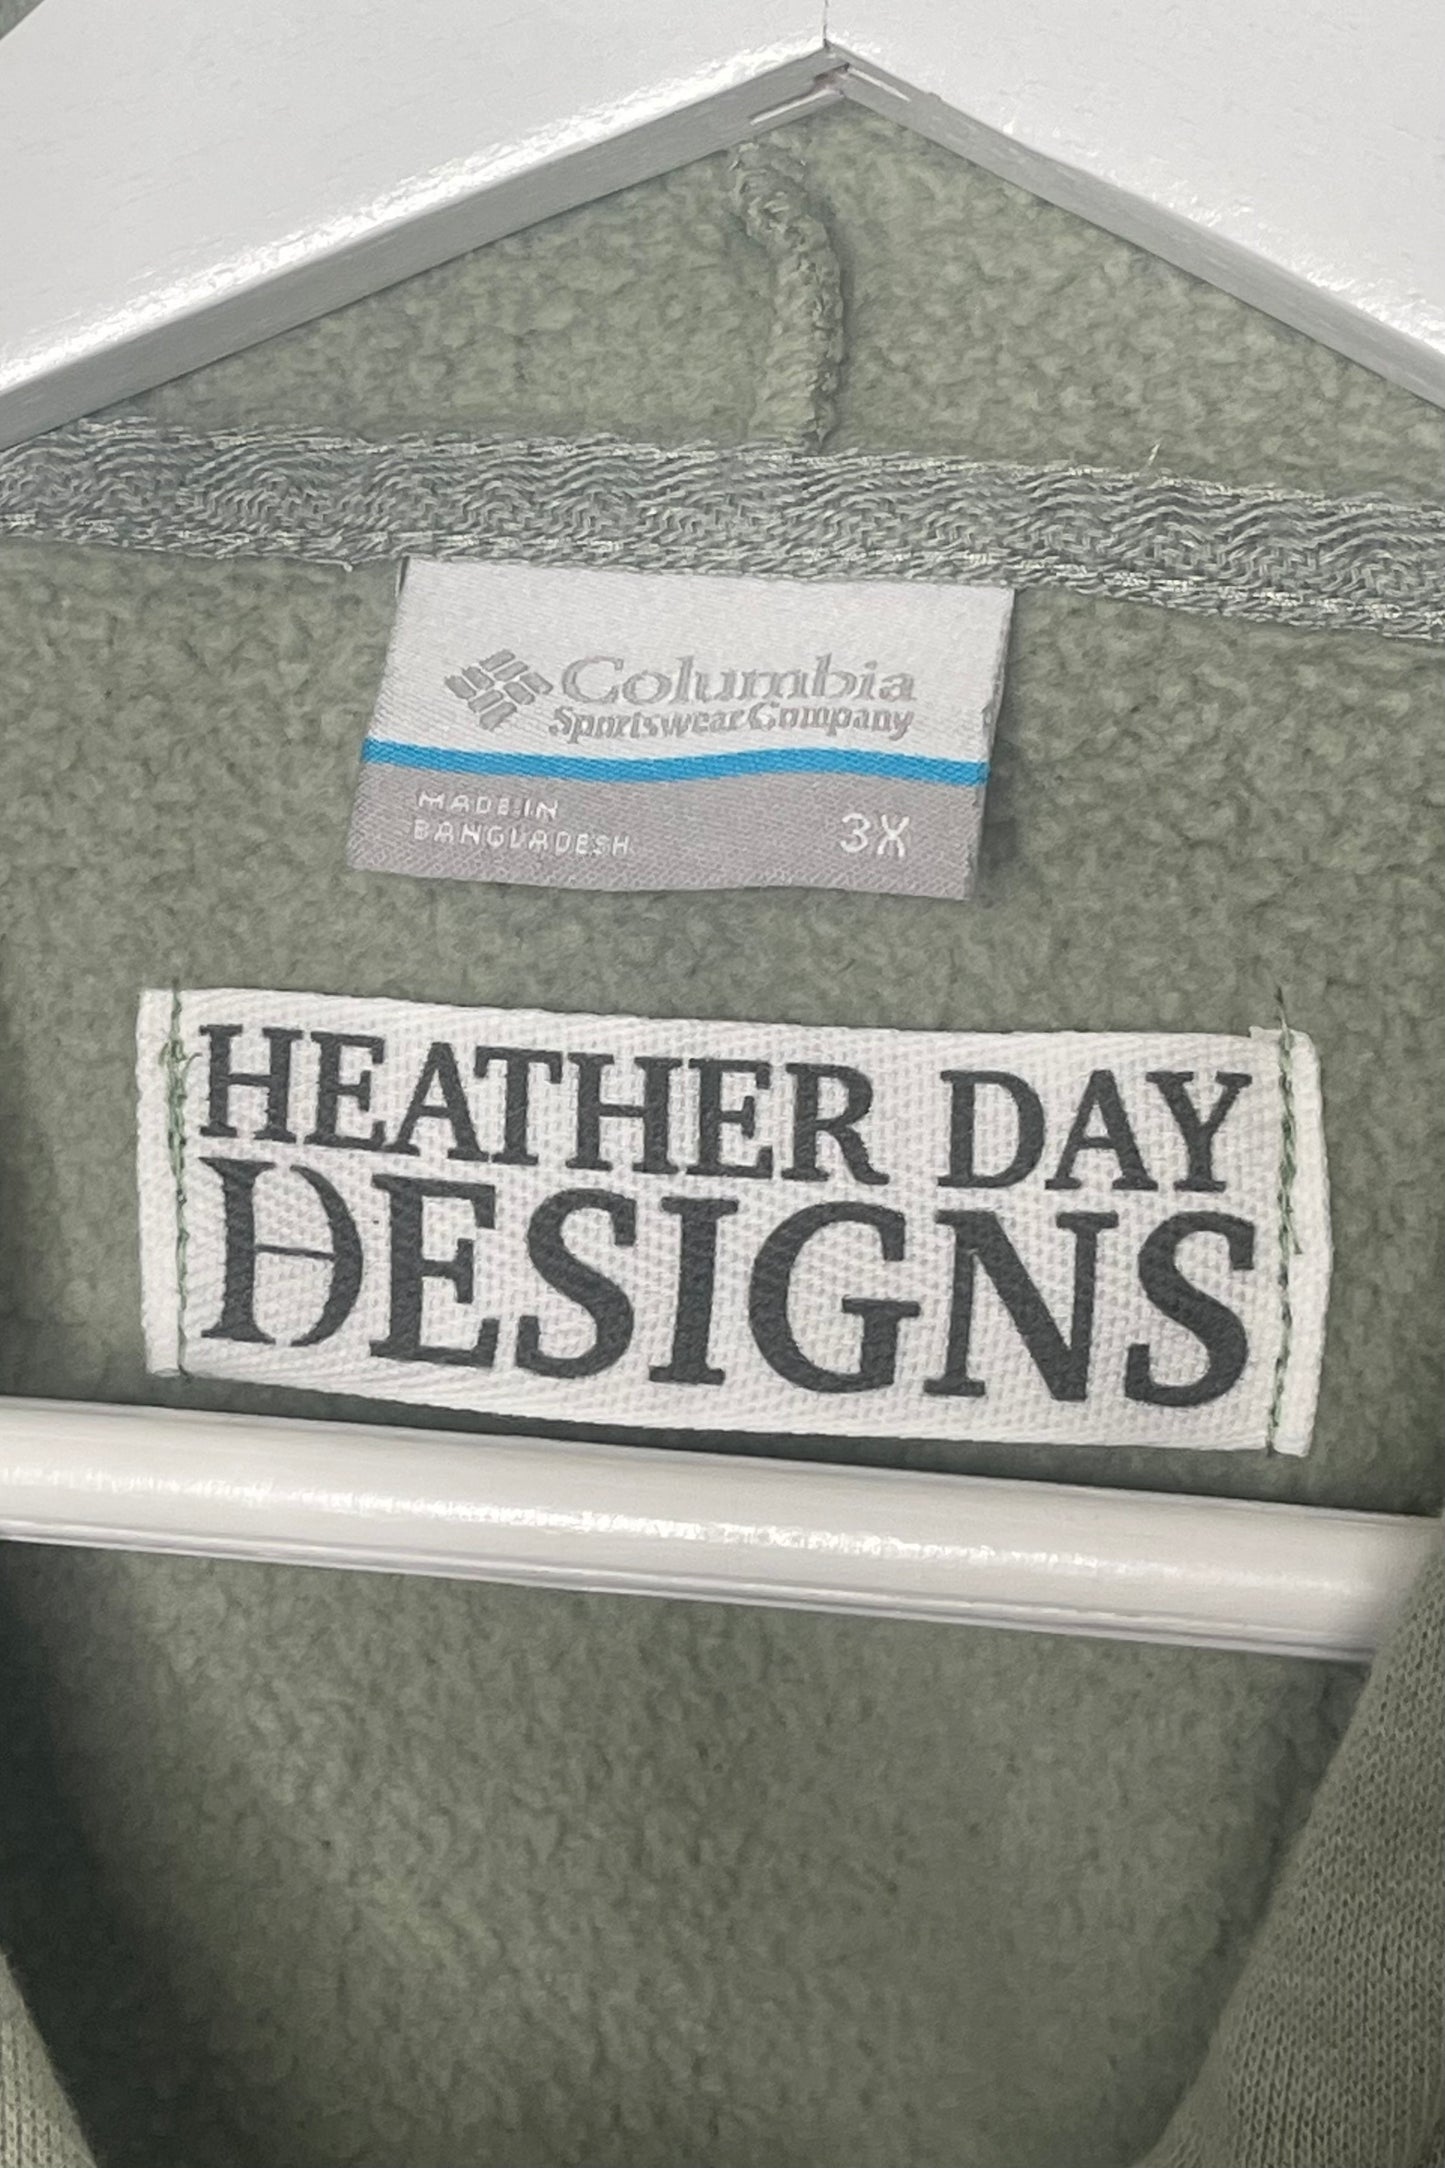 Columbia
Sportswear Company
MADE IN
BANGLADESH
3X
HEATHER DAY
DESIGNS